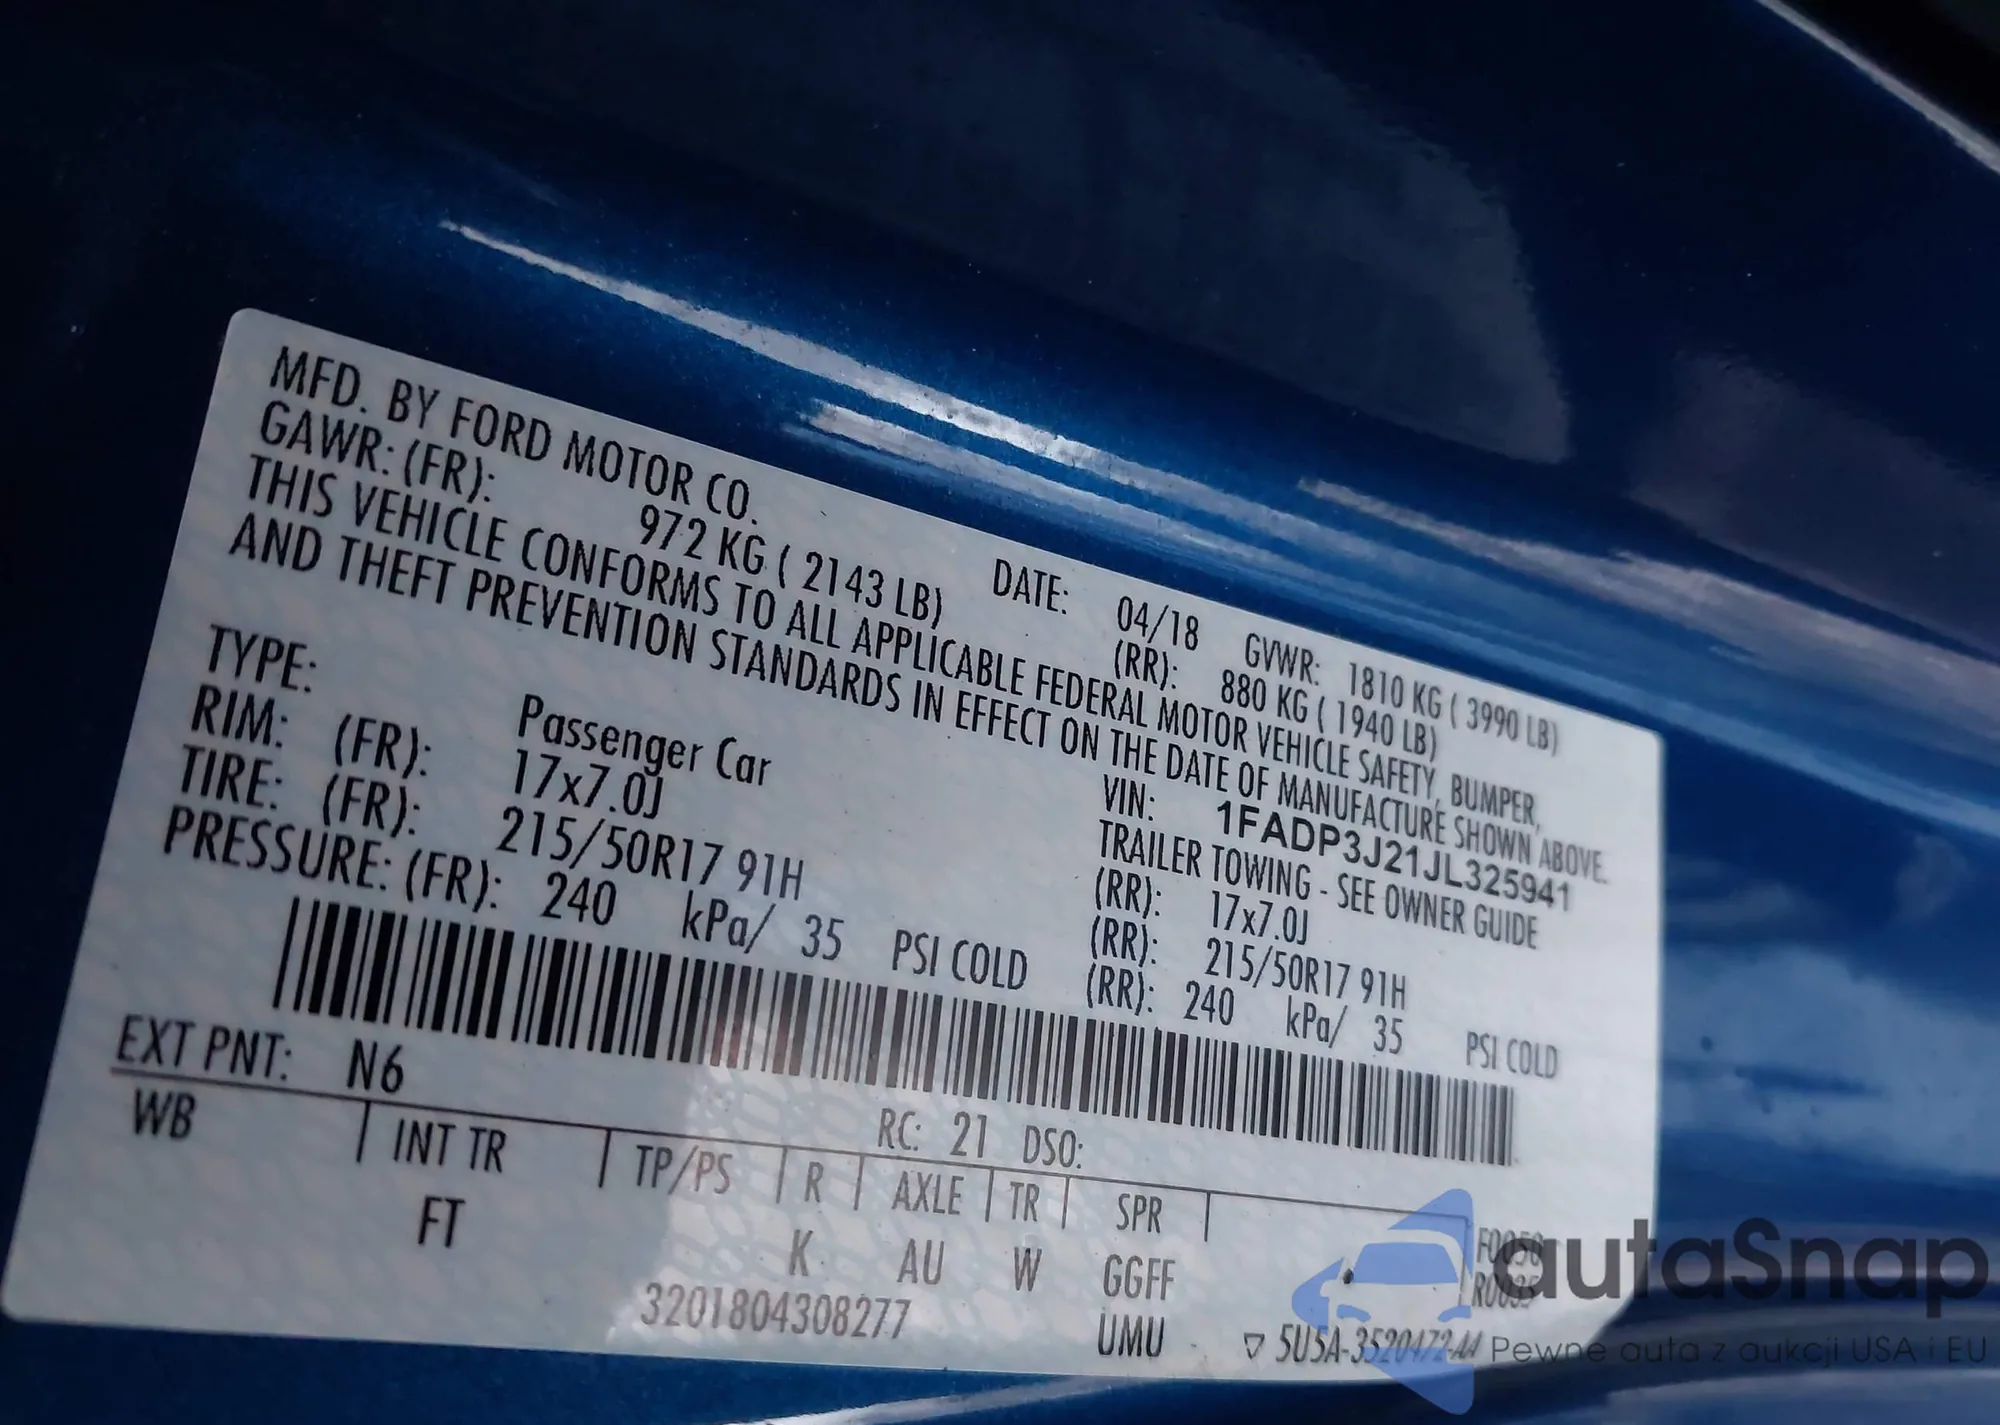 MFD. BY FORD MOTOR CO. DATE: 04/18 GVWR: 1810 KG ( 3990 LB)
GAWR: (FR): 972 KG ( 2143 LB) (RR): 880 KG ( 1940 LB)
THIS VEHICLE CONFORMS TO ALL APPLICABLE FEDERAL MOTOR VEHICLE SAFETY, BUMPER,
AND THEFT PREVENTION STANDARDS IN EFFECT ON THE DATE OF MANUFACTURE SHOWN ABOVE.
VIN: 1FADP3J21JL325941
TYPE: Passenger Car TRAILER TOWING - SEE OWNER GUIDE
RIM: (FR): 17x7.0J (RR): 17x7.0J
TIRE: (FR): 215/50R17 91H (RR): 215/50R17 91H
PRESSURE: (FR): 240 kPa/ 35 PSI COLD (RR): 240 kPa/ 35 PSI COLD
EXT PNT: N6 RC: 21 DSO:
WB INT TR TP/PS R AXLE TR SPR
FT K AU W GGFF
3201804308277 UMU
autaSnap
Pewne auta z aukcji USA i EU